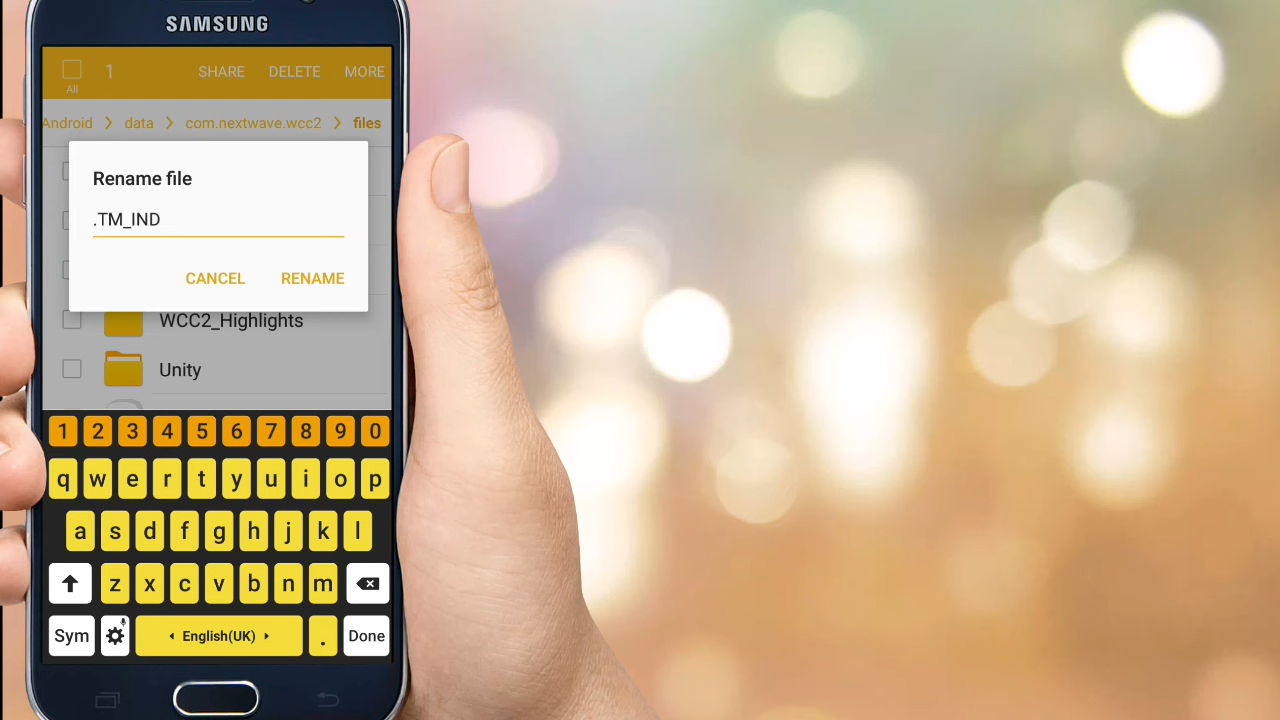 SAMSUNG
1 SHARE DELETE MORE
All
Android > data > com.nextwave.wcc2 > files
Rename file
.TM_IND
CANCEL RENAME
WCC2_Highlights
Unity
1 2 3 4 5 6 7 8 9 0
q w e r t y u i o p
a s d f g h j k l
z x c v b n m
Sym English(UK) . Done